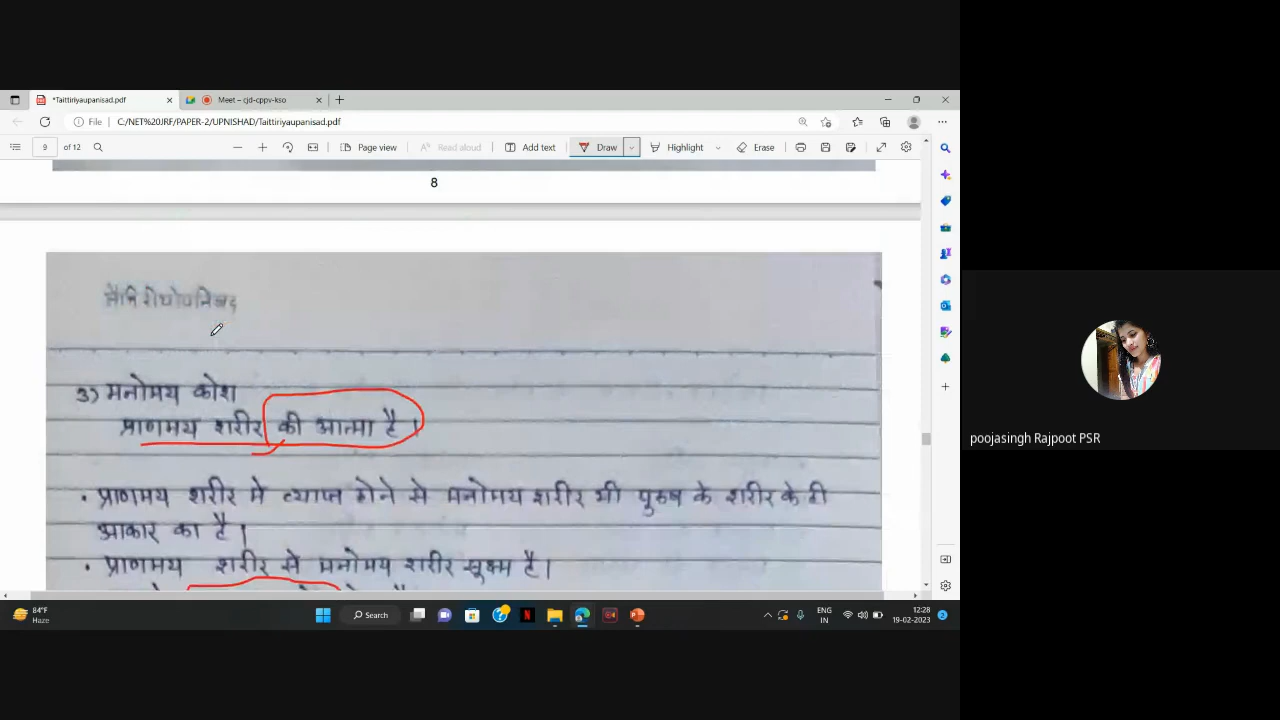 *Taittiriyaupanisad.pdf
Meet – cjd-cppv-kso
File C:/NET%20JRF/PAPER-2/UPNISHAD/Taittiriyaupanisad.pdf
9 of 12 Page view Read aloud Add text Draw Highlight Erase
8
तैत्तिरीयोपनिषद
3) मनोमय कोश
प्राणमय शरीर की आत्मा है।
• प्राणमय शरीर मे व्याप्त होने से मनोमय शरीर भी पुरुष के शरीर के ही
आकार का है।
• प्राणमय शरीर से मनोमय शरीर सूक्ष्म है।
poojasingh Rajpoot PSR
84°F
Haze
Search
ENG
IN
12:28
19-02-2023
2